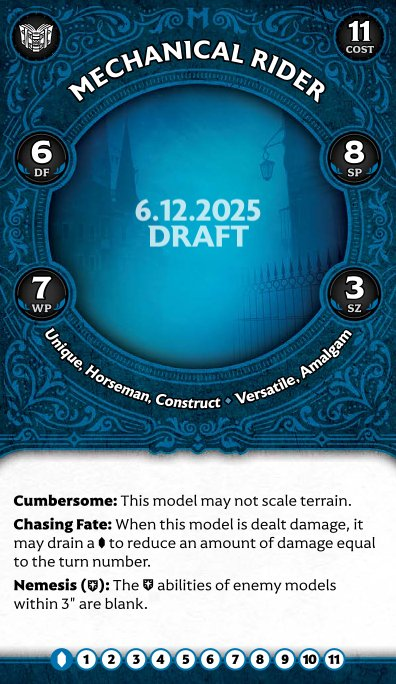 M
11
COST
MECHANICAL RIDER
6
DF
8
SP
6.12.2025
DRAFT
7
WP
3
SZ
Unique, Horseman, Construct ⬥ Versatile, Amalgam
Cumbersome: This model may not scale terrain.
Chasing Fate: When this model is dealt damage, it
may drain a to reduce an amount of damage equal
to the turn number.
Nemesis ( ): The abilities of enemy models
within 3" are blank.
1 2 3 4 5 6 7 8 9 10 11